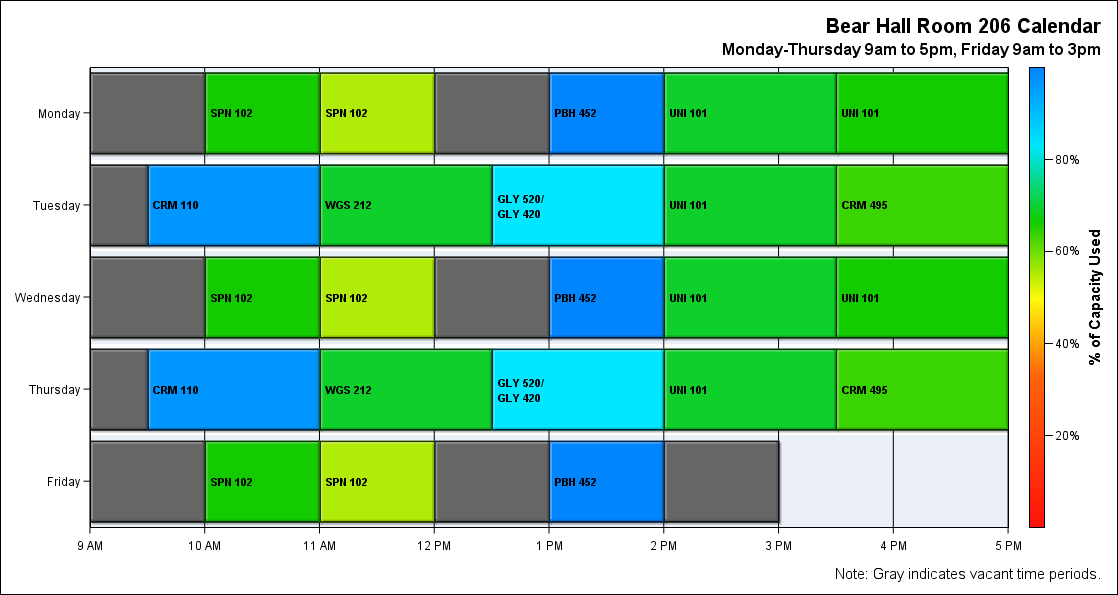 Bear Hall Room 206 Calendar
Monday-Thursday 9am to 5pm, Friday 9am to 3pm
Monday
SPN 102
SPN 102
PBH 452
UNI 101
UNI 101
Tuesday
CRM 110
WGS 212
GLY 520/
GLY 420
UNI 101
CRM 495
Wednesday
SPN 102
SPN 102
PBH 452
UNI 101
UNI 101
Thursday
CRM 110
WGS 212
GLY 520/
GLY 420
UNI 101
CRM 495
Friday
SPN 102
SPN 102
PBH 452
9 AM
10 AM
11 AM
12 PM
1 PM
2 PM
3 PM
4 PM
5 PM
80%
60%
40%
20%
% of Capacity Used
Note: Gray indicates vacant time periods.